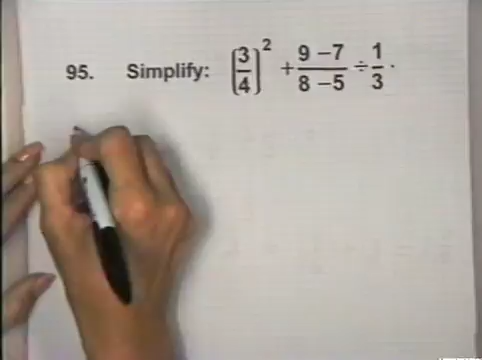 95. Simplify: (3/4)² + (9 − 7)/(8 − 5) ÷ 1/3.